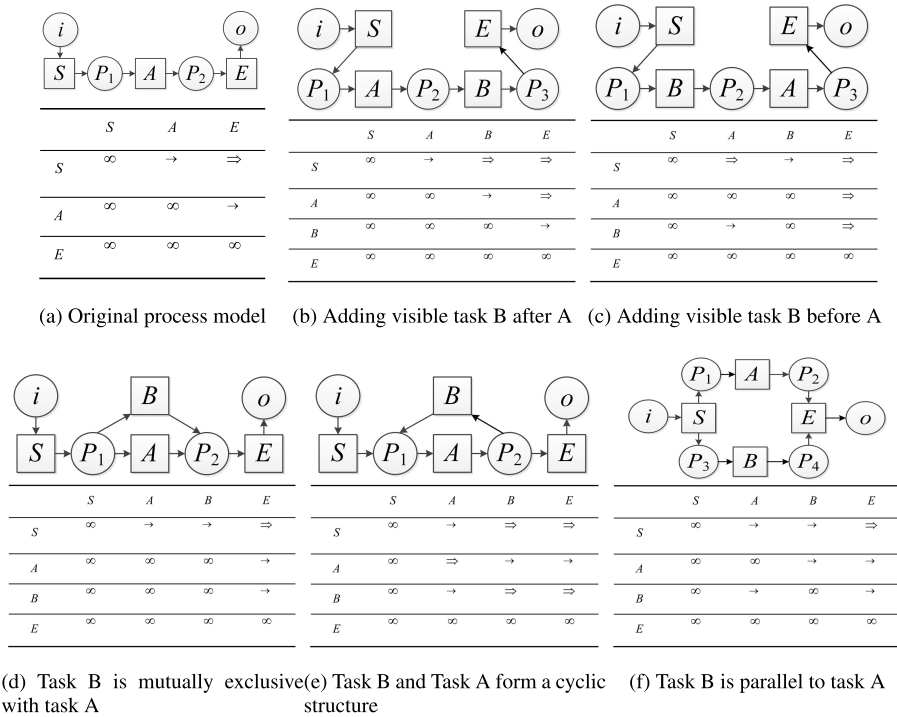 i o
S P1 A P2 E
S A E
S ∞ → ⇒
A ∞ ∞ →
E ∞ ∞ ∞
(a) Original process model
i S E o
P1 A P2 B P3
S A B E
S ∞ → ⇒ ⇒
A ∞ ∞ → ⇒
B ∞ ∞ ∞ →
E ∞ ∞ ∞ ∞
(b) Adding visible task B after A
i S E o
P1 B P2 A P3
S A B E
S ∞ ⇒ → ⇒
A ∞ ∞ ∞ ⇒
B ∞ → ∞ ⇒
E ∞ ∞ ∞ ∞
(c) Adding visible task B before A
i B o
S P1 A P2 E
S A B E
S ∞ → → ⇒
A ∞ ∞ ∞ →
B ∞ ∞ ∞ →
E ∞ ∞ ∞ ∞
(d) Task B is mutually exclusive
with task A
i B o
S P1 A P2 E
S A B E
S ∞ → ⇒ ⇒
A ∞ ⇒ → →
B ∞ → ⇒ ⇒
E ∞ ∞ ∞ ∞
(e) Task B and Task A form a cyclic
structure
P1 A P2
i S E o
P3 B P4
S A B E
S ∞ → → ⇒
A ∞ ∞ → →
B ∞ → ∞ →
E ∞ ∞ ∞ ∞
(f) Task B is parallel to task A